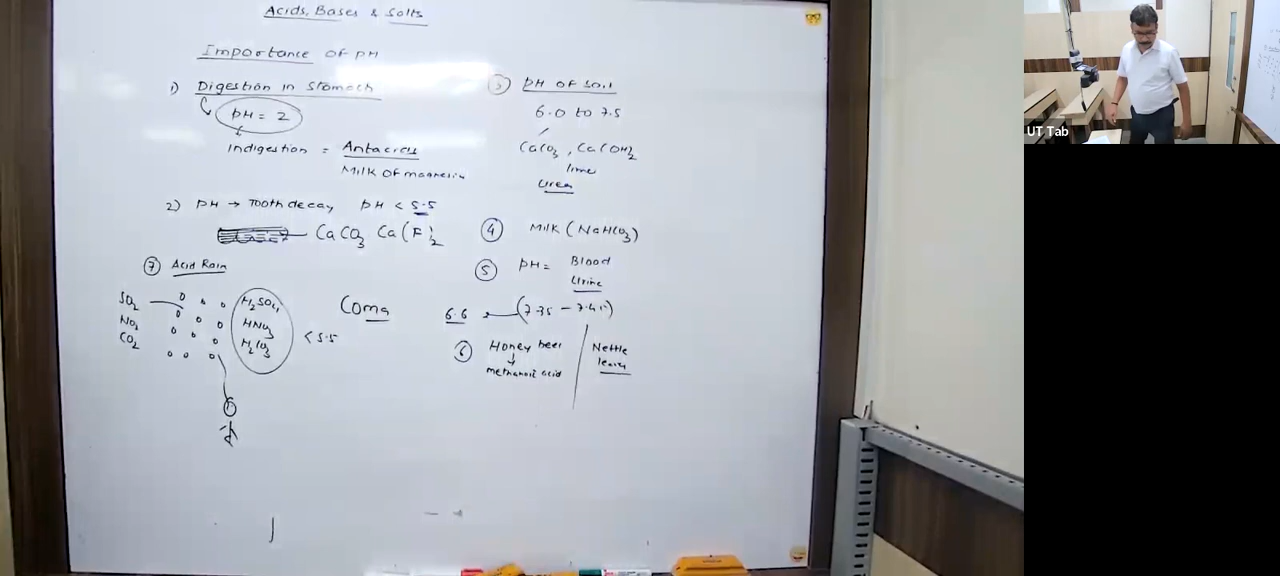 Acids, Bases & Salts
Importance OF PH
1) Digestion in Stomach
PH = 2
Indigestion = Antacids
Milk OF magnesia
2) PH → Tooth decay PH < 5.5
CaCO3 Ca(F)2
7 Acid Rain
SO2
NO2
CO2
H2SO4
HNO3
H2CO3
< 5.5
Coma
3 PH OF Soil
6.0 to 7.5
CaCO3, Ca(OH)2
lime
Urea
4 Milk (NaHCO3)
5 PH = Blood
Urine
6.6 (7.35 - 7.45)
6 Honey bees
↓
methanoic acid
Nettle
leaves
UT Tab